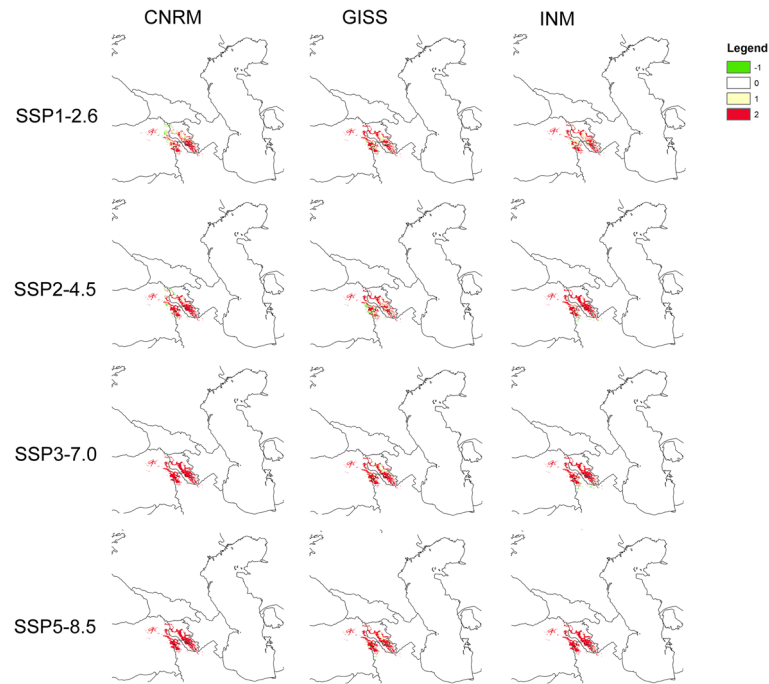 CNRM GISS INM
Legend
-1
0
1
2
SSP1-2.6
SSP2-4.5
SSP3-7.0
SSP5-8.5